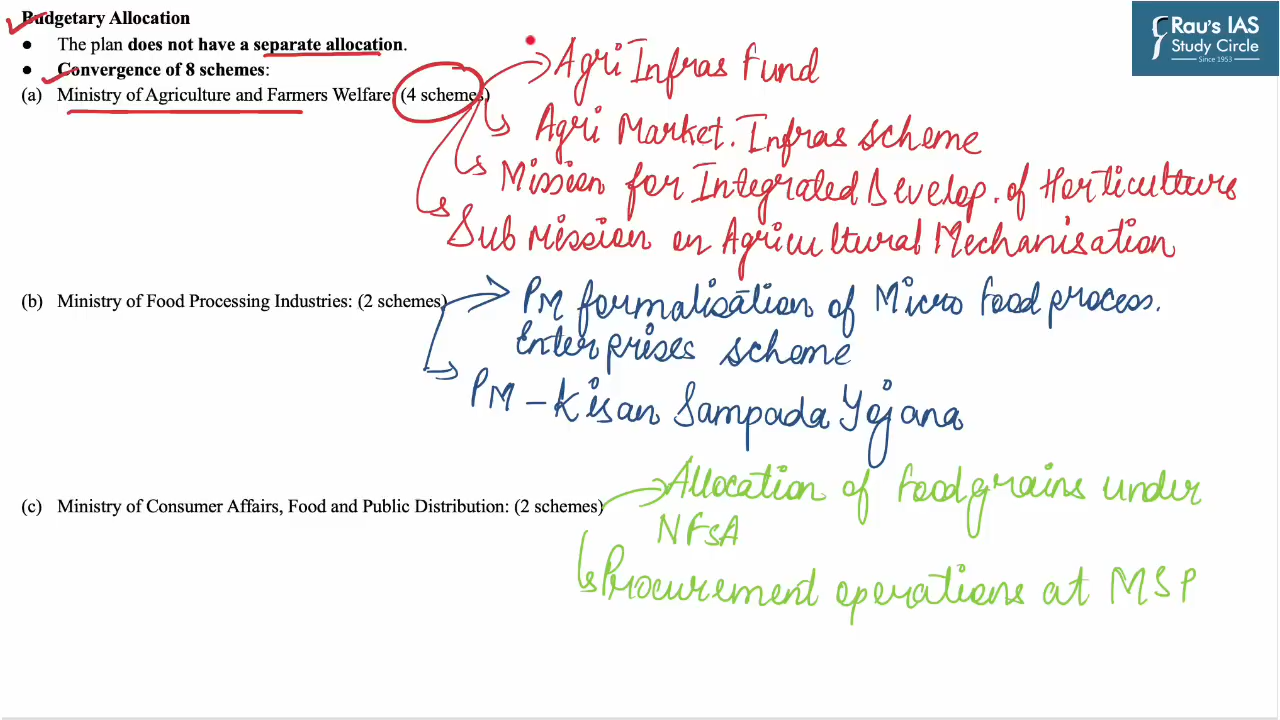 Budgetary Allocation
Rau's IAS
Study Circle
Since 1953
• The plan does not have a separate allocation.
• Convergence of 8 schemes:
(a) Ministry of Agriculture and Farmers Welfare: (4 schemes)
Agri Infras Fund
Agri Market. Infras scheme
Mission for Integrated Develop. of Horticulture
Sub Mission on Agricultural Mechanisation
(b) Ministry of Food Processing Industries: (2 schemes)
PM formalisation of Micro food process.
Enterprises scheme
PM - Kisan Sampada Yojana
(c) Ministry of Consumer Affairs, Food and Public Distribution: (2 schemes)
Allocation of foodgrains under
NFSA
Procurement operations at MSP